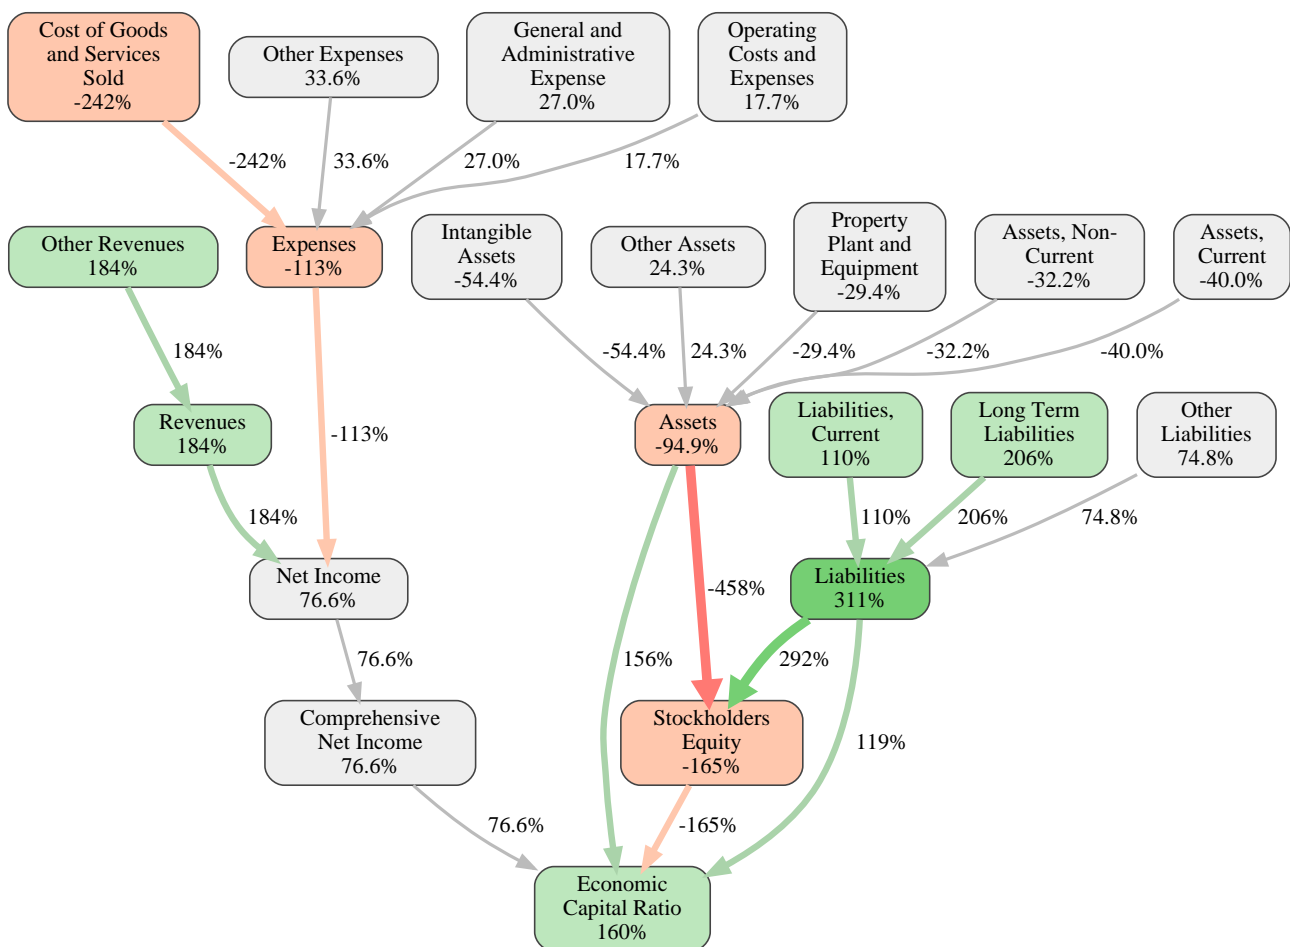 Cost of Goods
and Services
Sold
-242%
Other Expenses
33.6%
General and
Administrative
Expense
27.0%
Operating
Costs and
Expenses
17.7%
-242%
33.6%
27.0%
17.7%
Other Revenues
184%
Expenses
-113%
Intangible
Assets
-54.4%
Other Assets
24.3%
Property
Plant and
Equipment
-29.4%
Assets, Non-
Current
-32.2%
Assets,
Current
-40.0%
184%
-54.4%
24.3%
-29.4%
-32.2%
-40.0%
Revenues
184%
-113%
Assets
-94.9%
Liabilities,
Current
110%
Long Term
Liabilities
206%
Other
Liabilities
74.8%
184%
110%
206%
74.8%
Net Income
76.6%
-458%
Liabilities
311%
76.6%
156%
292%
Comprehensive
Net Income
76.6%
Stockholders
Equity
-165%
119%
76.6%
-165%
Economic
Capital Ratio
160%